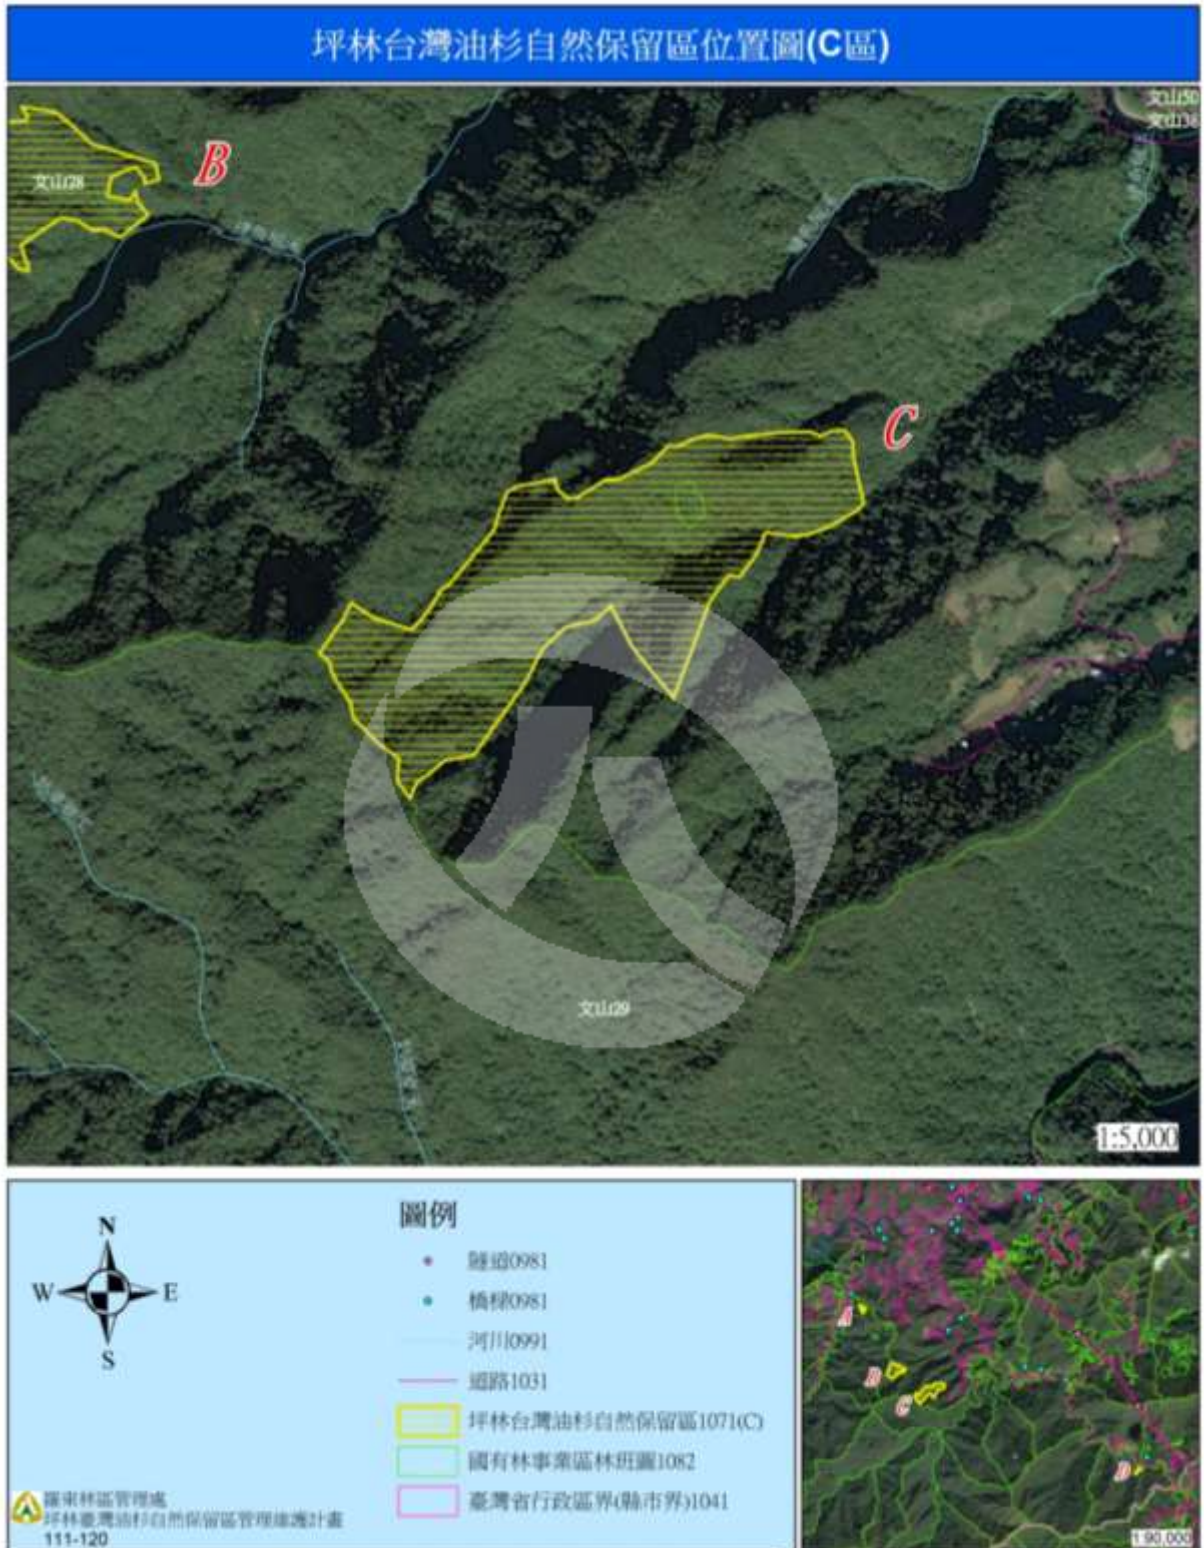 坪林台灣油杉自然保留區位置圖(C區)
文山28
B
C
文山29
1:5,000
N
W
E
S
圖例
隧道0981
橋樑0981
河川0991
道路1031
坪林台灣油杉自然保留區1071(C)
國有林事業區林班圖1082
臺灣省行政區界(縣市界)1041
羅東林區管理處
坪林臺灣油杉自然保留區管理維護計畫
111-120
A
B
C
D
1:90,000